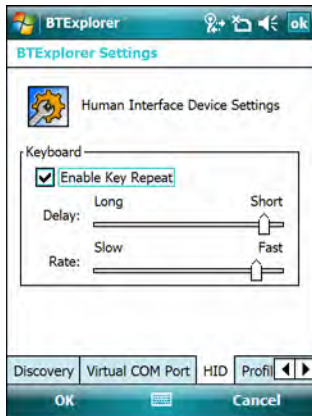 BTExplorer ok
BTExplorer Settings
Human Interface Device Settings
Keyboard
Enable Key Repeat
Long Short
Delay:
Slow Fast
Rate:
Discovery Virtual COM Port HID Profil
OK Cancel